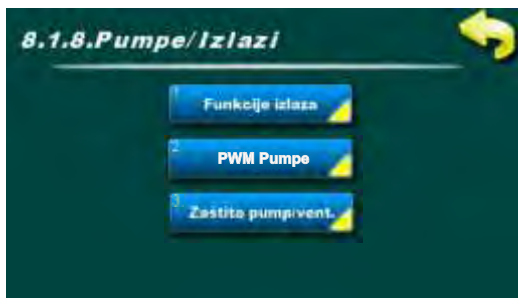 8.1.8.Pumpe/Izlazi
1 Funkcije izlaza
2 PWM Pumpe
3 Zaštita pump/vent.